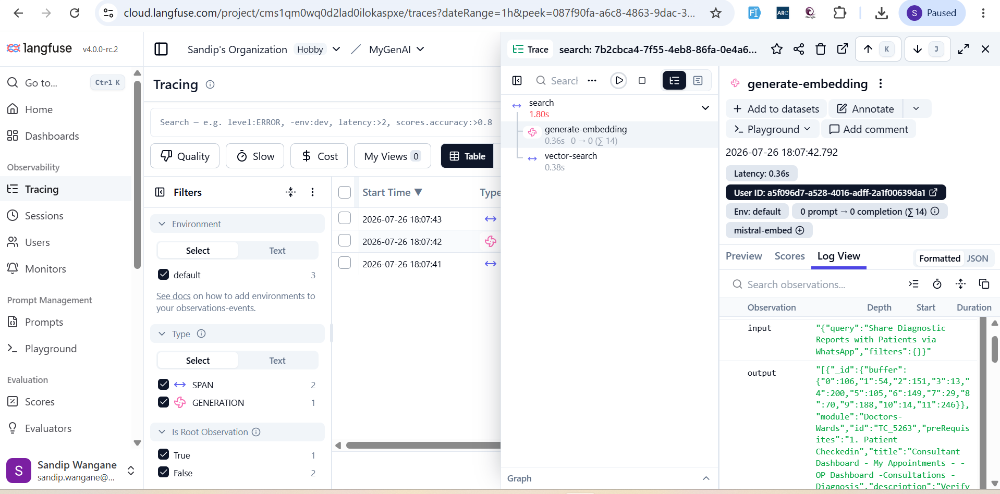 cloud.langfuse.com/project/cms1qm0wq0d2lad0ilokaspxe/traces?dateRange=1h&peek=087f90fa-a6c8-4863-9dac-3...
FI
ARC
Qeagle
S
Paused
langfuse
v4.0.0-rc.2
Go to...
Ctrl K
Home
Dashboards
Observability
Tracing
Sessions
Users
Monitors
Prompt Management
Prompts
Playground
Evaluation
Scores
Evaluators
S
Sandip Wangane
sandip.wangane@...
Sandip's Organization
Hobby
MyGenAI
Tracing
Search — e.g. level:ERROR, -env:dev, latency:>2, scores.accuracy:>0.8
Quality
Slow
Cost
My Views 0
Table
Filters
Environment
Select
Text
default
3
See docs on how to add environments to
your observations-events.
Type
Select
Text
SPAN
2
GENERATION
1
Is Root Observation
True
1
False
2
Start Time ▼
Type
2026-07-26 18:07:43
2026-07-26 18:07:42
2026-07-26 18:07:41
Trace
search: 7b2cbca4-7f55-4eb8-86fa-0e4a6...
K
J
Search
search
1.80s
generate-embedding
0.36s 0 → 0 (∑ 14)
vector-search
0.38s
Graph
generate-embedding
Add to datasets
Annotate
Playground
Add comment
2026-07-26 18:07:42.792
Latency: 0.36s
User ID: a5f096d7-a528-4016-adff-2a1f00639da1
Env: default
0 prompt → 0 completion (∑ 14)
mistral-embed
Preview
Scores
Log View
Formatted
JSON
Search observations...
Observation
Depth
Start
Duration
input
"{"query":"Share Diagnostic
Reports with Patients via
WhatsApp","filters":{}}"
output
"[{"_id":{"buffer":
{"0":106,"1":54,"2":151,"3":13,"
4":200,"5":105,"6":149,"7":29,"8
":70,"9":188,"10":14,"11":246}},
"module":"Doctors-
Wards","id":"TC_5263","preRequis
ites":"1. Patient
Checkedin","title":"Consultant
Dashboard - My Appointments - -
OP Dashboard -Consultations -
Diagnosis","description":"Verify